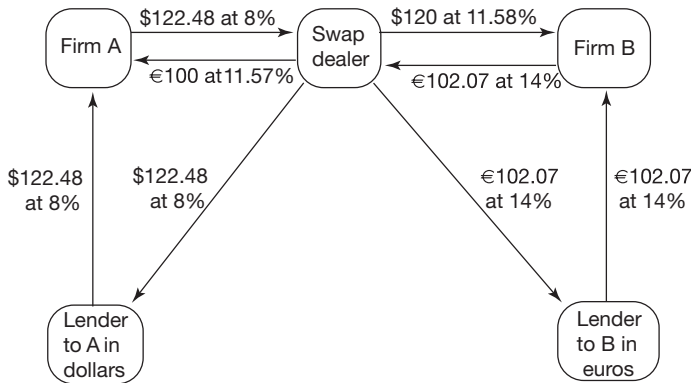 $122.48 at 8%
$120 at 11.58%
Firm A
Swap
dealer
Firm B
€100 at11.57%
€102.07 at 14%
$122.48
at 8%
$122.48
at 8%
€102.07
at 14%
€102.07
at 14%
Lender
to A in
dollars
Lender
to B in
euros